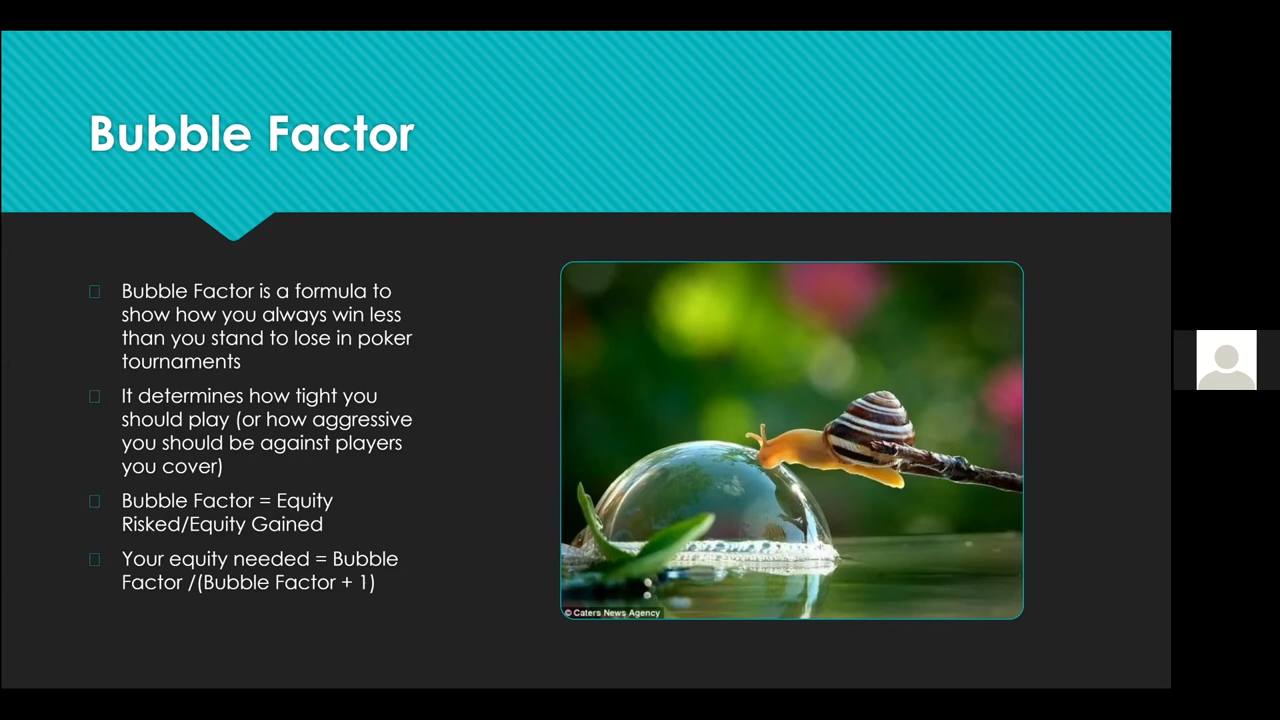 Bubble Factor
Bubble Factor is a formula to
show how you always win less
than you stand to lose in poker
tournaments
It determines how tight you
should play (or how aggressive
you should be against players
you cover)
Bubble Factor = Equity
Risked/Equity Gained
Your equity needed = Bubble
Factor /(Bubble Factor + 1)
© Caters News Agency